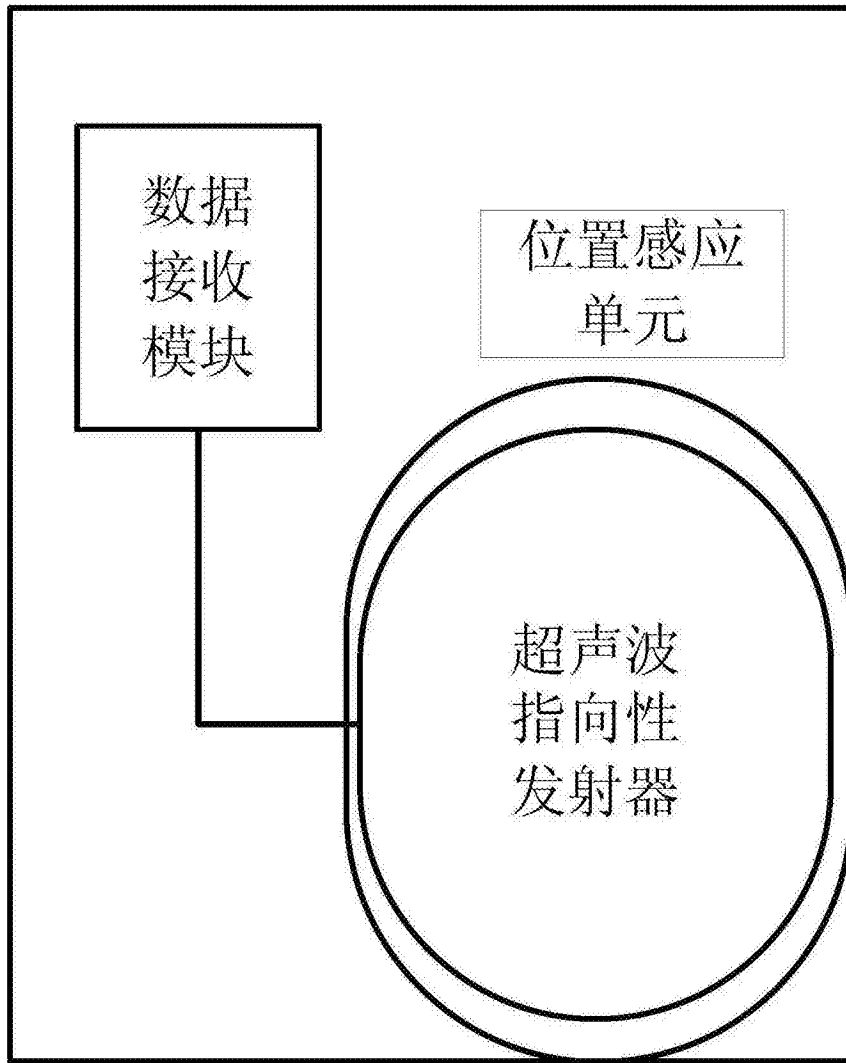 数据
接收
模块
位置感应
单元
超声波
指向性
发射器